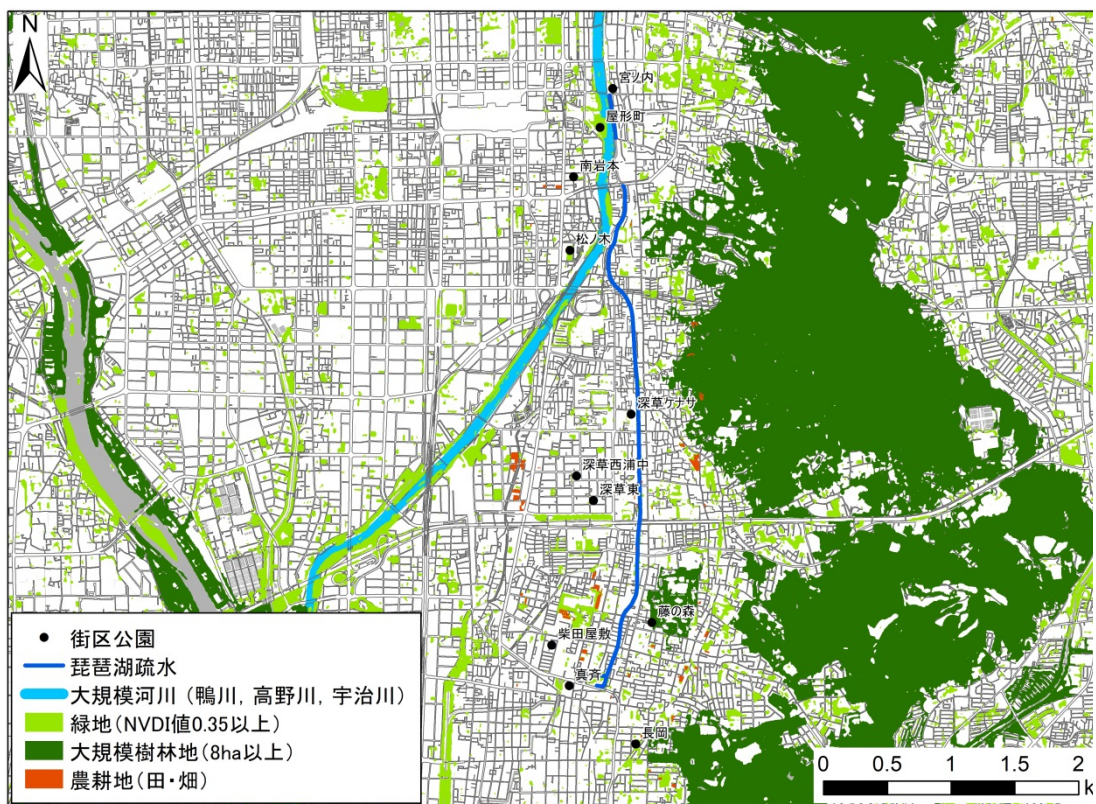 N
宮ノ内
屋形町
南岩本
松ノ木
深草ケナサ
深草西浦中
深草東
藤の森
柴田屋敷
真斉
長岡
街区公園
琵琶湖疏水
大規模河川(鴨川,高野川,宇治川)
緑地(NVDI値0.35以上)
大規模樹林地(8ha以上)
農耕地(田・畑)
0 0.5 1 1.5 2
k